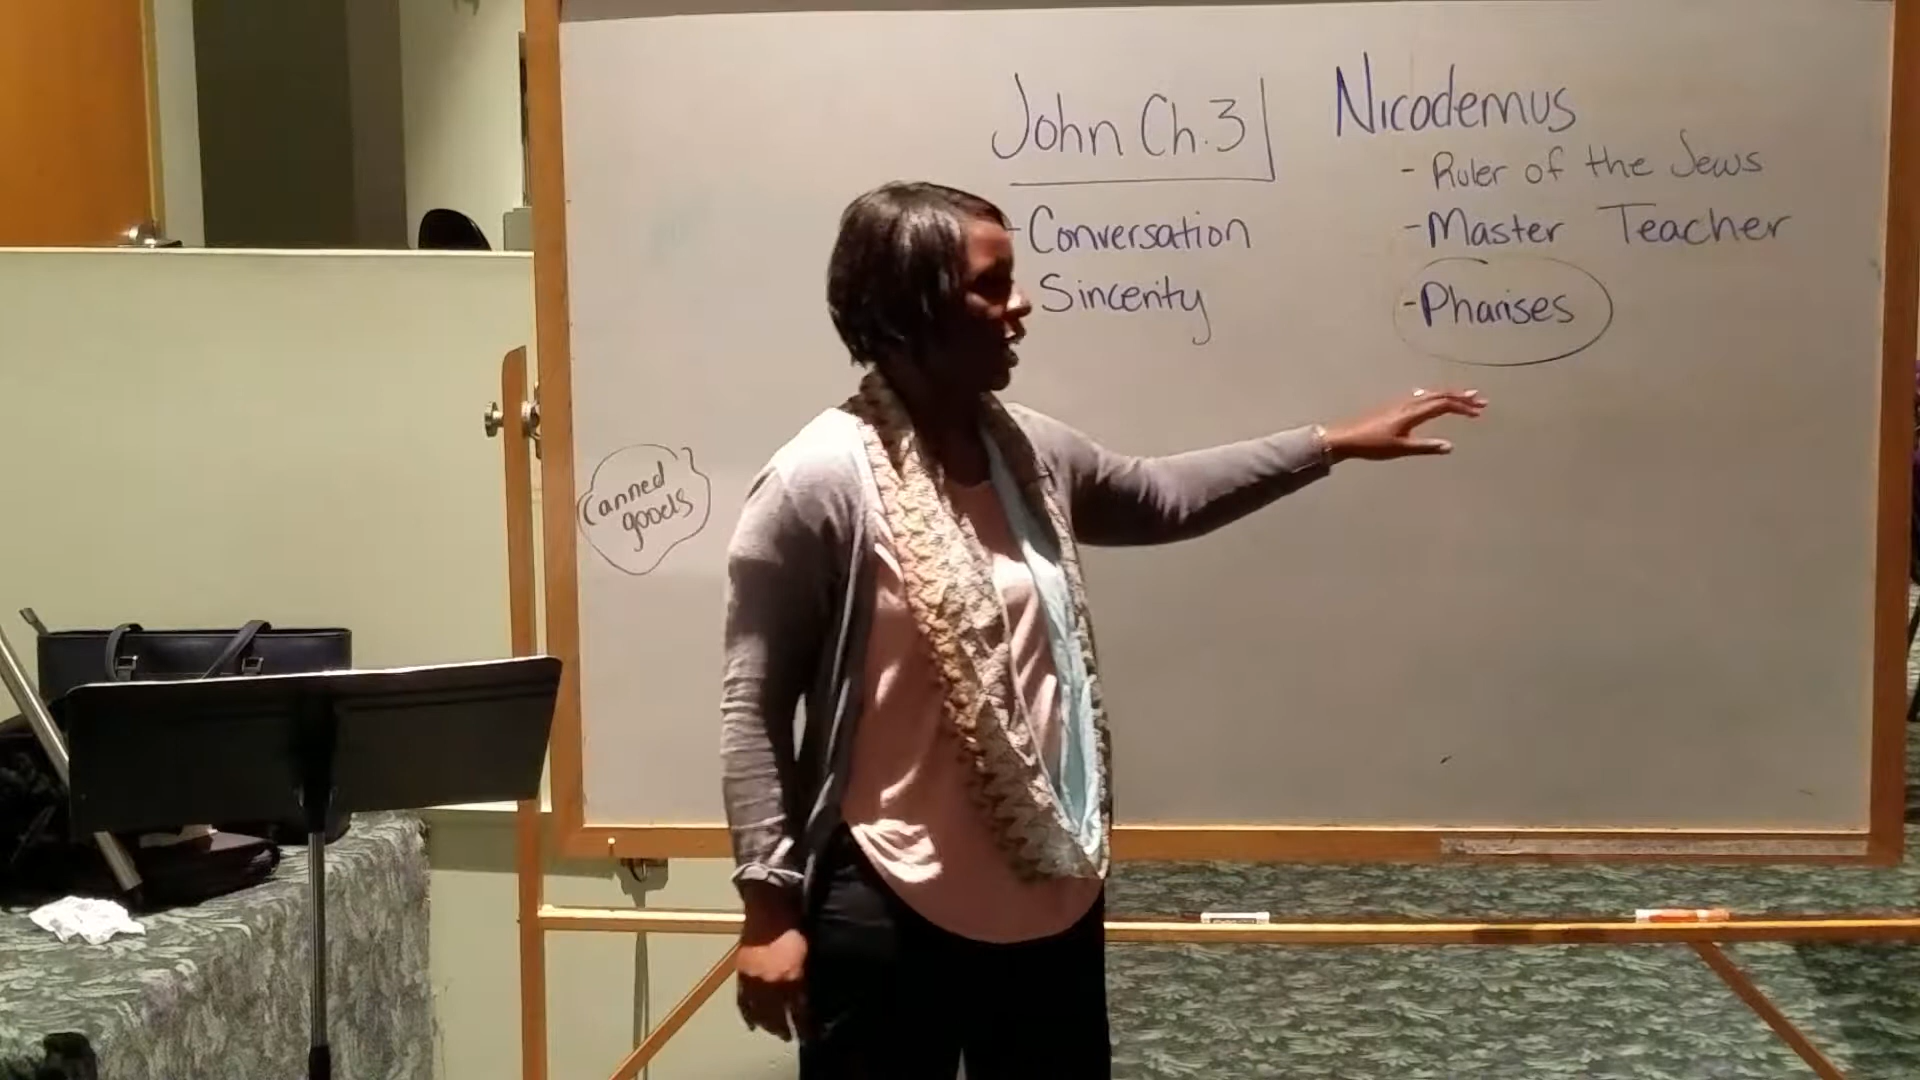 John Ch. 3
- Conversation
Sincerity
Nicodemus
- Ruler of the Jews
- Master Teacher
- Pharises
Canned
goods